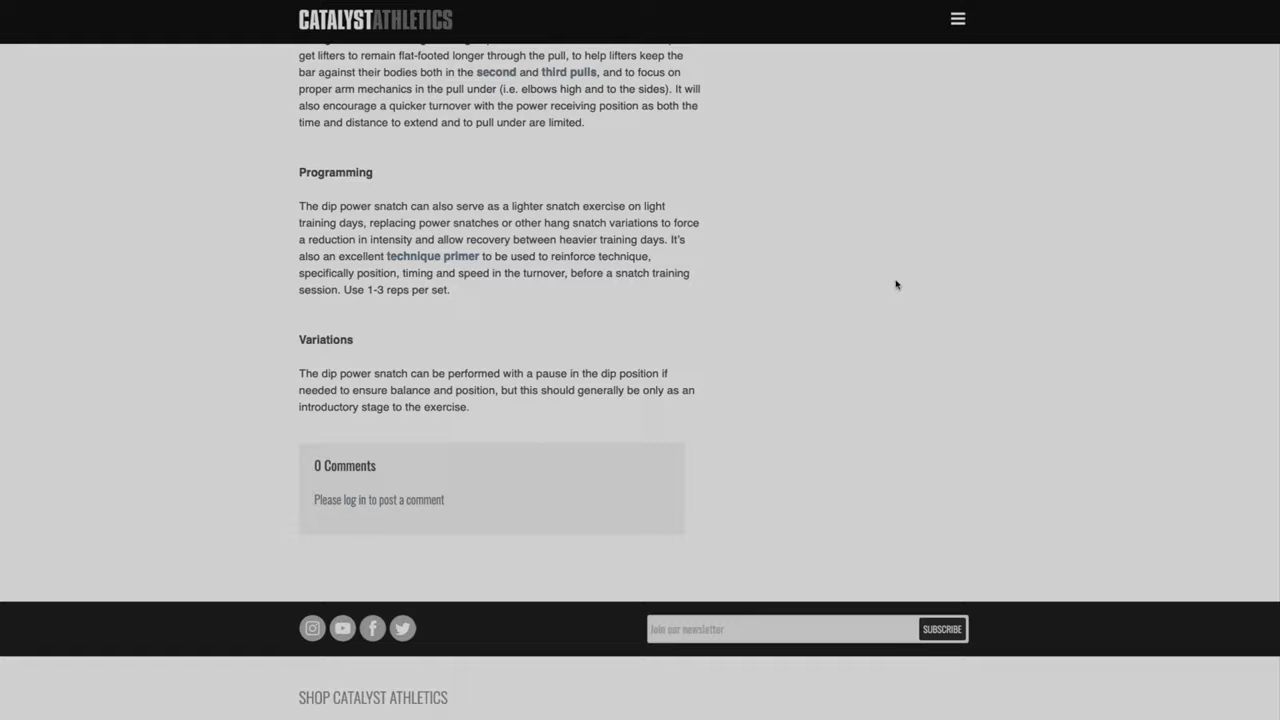 CATALYSTATHLETICS
get lifters to remain flat-footed longer through the pull, to help lifters keep the
bar against their bodies both in the second and third pulls, and to focus on
proper arm mechanics in the pull under (i.e. elbows high and to the sides). It will
also encourage a quicker turnover with the power receiving position as both the
time and distance to extend and to pull under are limited.
Programming
The dip power snatch can also serve as a lighter snatch exercise on light
training days, replacing power snatches or other hang snatch variations to force
a reduction in intensity and allow recovery between heavier training days. It's
also an excellent technique primer to be used to reinforce technique,
specifically position, timing and speed in the turnover, before a snatch training
session. Use 1-3 reps per set.
Variations
The dip power snatch can be performed with a pause in the dip position if
needed to ensure balance and position, but this should generally be only as an
introductory stage to the exercise.
0 Comments
Please log in to post a comment
Join our newsletter
SUBSCRIBE
SHOP CATALYST ATHLETICS